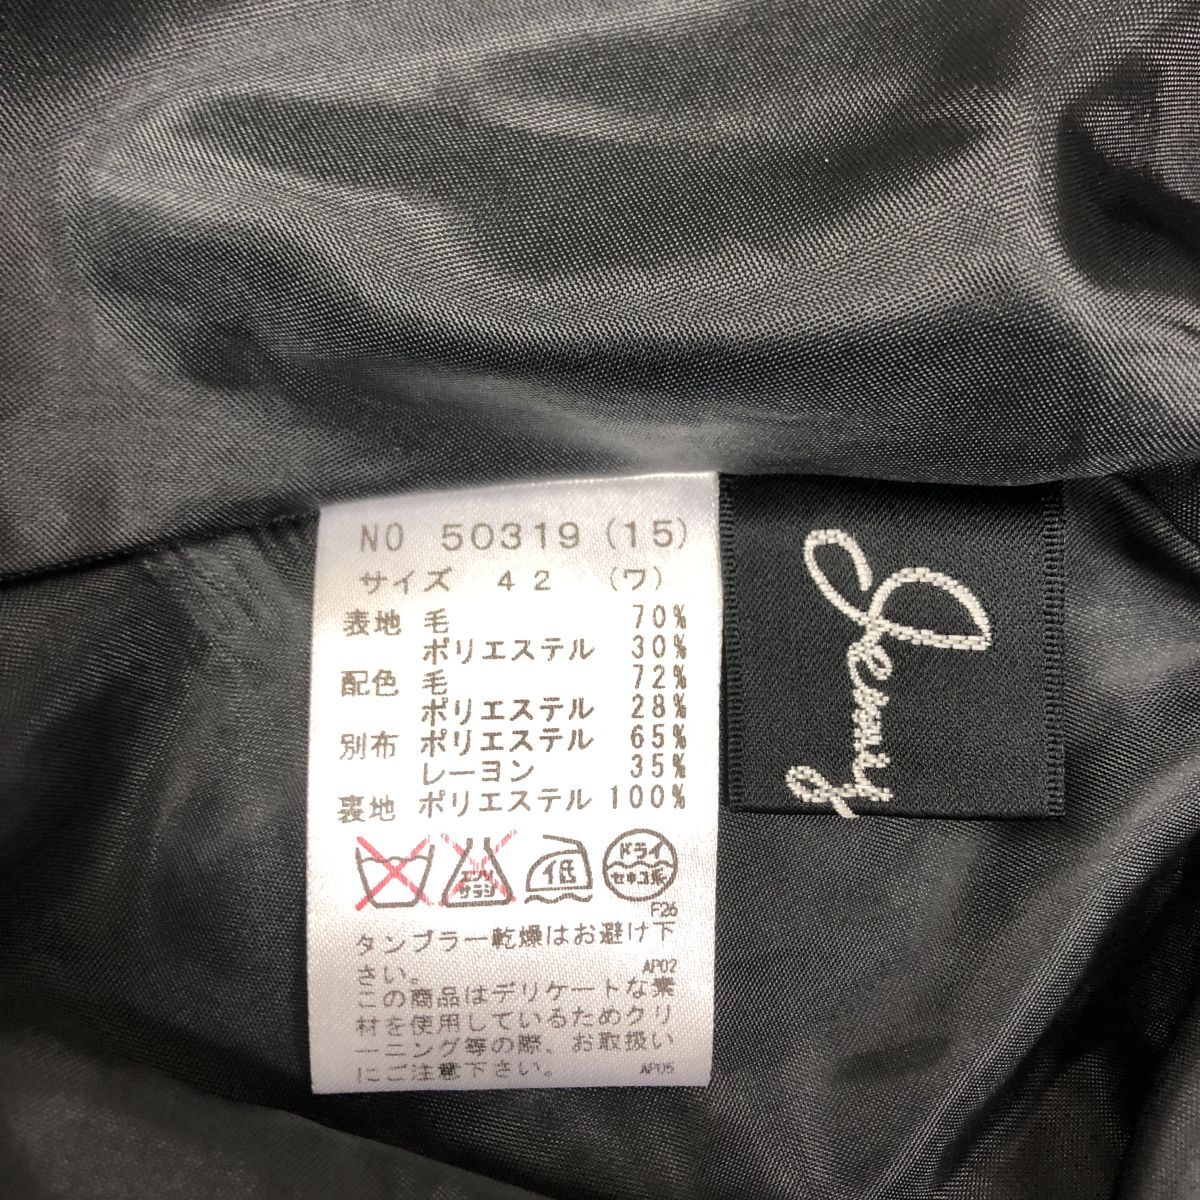 NO 50319 (15)
サイズ 42 (ワ)
表地 毛 70%
ポリエステル 30%
配色 毛 72%
ポリエステル 28%
別布 ポリエステル 65%
レーヨン 35%
裏地 ポリエステル 100%
エンソ
サラシ
低
ドライ
セキユ系
F26
タンブラー乾燥はお避け下
さい。
AP02
この商品はデリケートな素
材を使用しているためクリ
ーニング等の際、お取扱い
にご注意下さい。
AP05